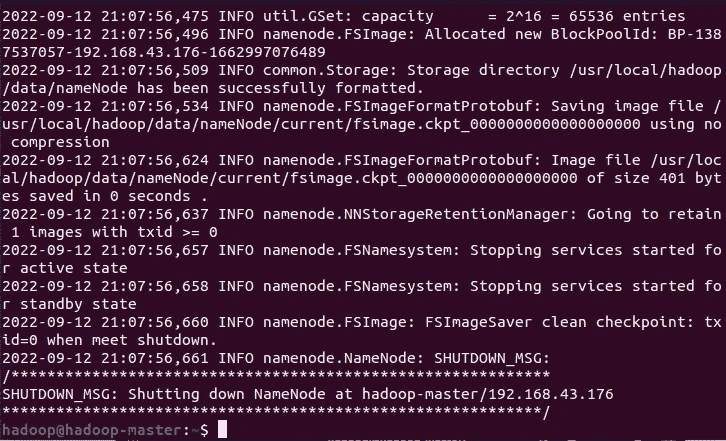 2022-09-12 21:07:56,475 INFO util.GSet: capacity      = 2^16 = 65536 entries
2022-09-12 21:07:56,496 INFO namenode.FSImage: Allocated new BlockPoolId: BP-138
7537057-192.168.43.176-1662997076489
2022-09-12 21:07:56,509 INFO common.Storage: Storage directory /usr/local/hadoop
/data/nameNode has been successfully formatted.
2022-09-12 21:07:56,534 INFO namenode.FSImageFormatProtobuf: Saving image file /
usr/local/hadoop/data/nameNode/current/fsimage.ckpt_0000000000000000000 using no
 compression
2022-09-12 21:07:56,624 INFO namenode.FSImageFormatProtobuf: Image file /usr/loc
al/hadoop/data/nameNode/current/fsimage.ckpt_0000000000000000000 of size 401 byt
es saved in 0 seconds .
2022-09-12 21:07:56,637 INFO namenode.NNStorageRetentionManager: Going to retain
 1 images with txid >= 0
2022-09-12 21:07:56,657 INFO namenode.FSNamesystem: Stopping services started fo
r active state
2022-09-12 21:07:56,658 INFO namenode.FSNamesystem: Stopping services started fo
r standby state
2022-09-12 21:07:56,660 INFO namenode.FSImage: FSImageSaver clean checkpoint: tx
id=0 when meet shutdown.
2022-09-12 21:07:56,661 INFO namenode.NameNode: SHUTDOWN_MSG:
/************************************************************
SHUTDOWN_MSG: Shutting down NameNode at hadoop-master/192.168.43.176
************************************************************/
hadoop@hadoop-master:~$